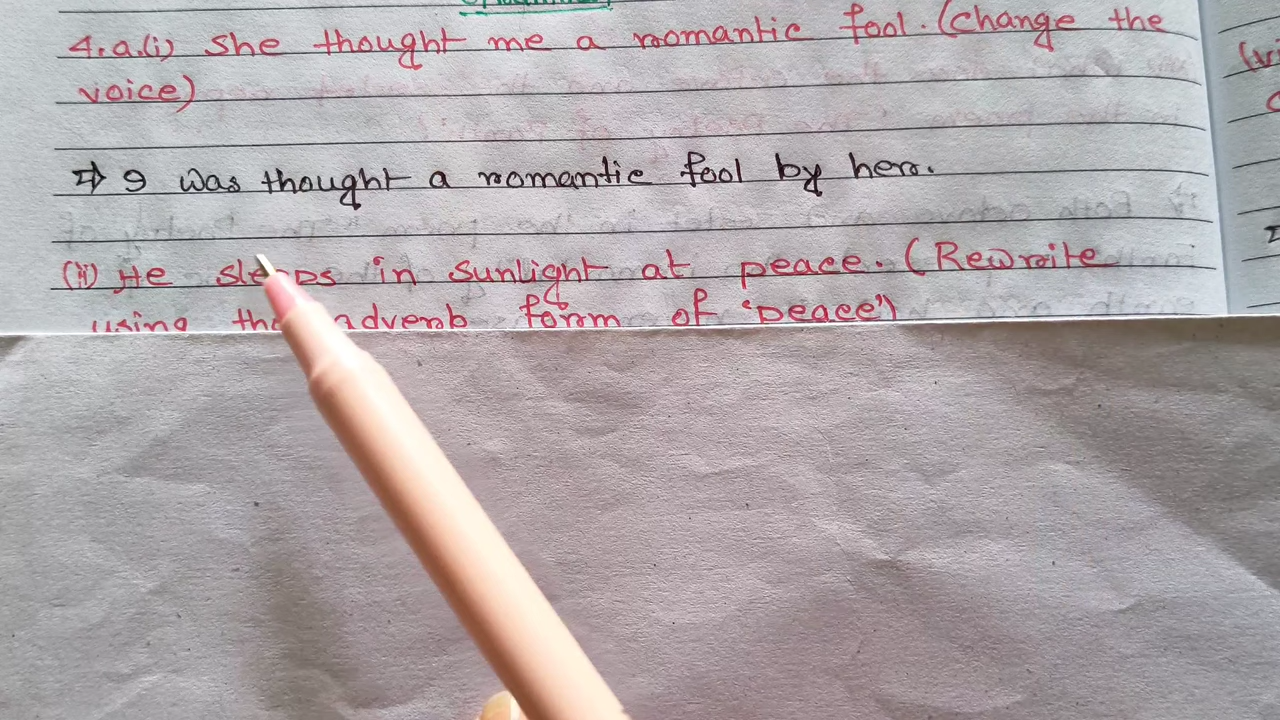 4.a.(i) She thought me a romantic fool. (Change the
voice)
⇒ I was thought a romantic fool by her.
(ii) He sleeps in sunlight at peace. (Rewrite
using the adverb form of 'peace')